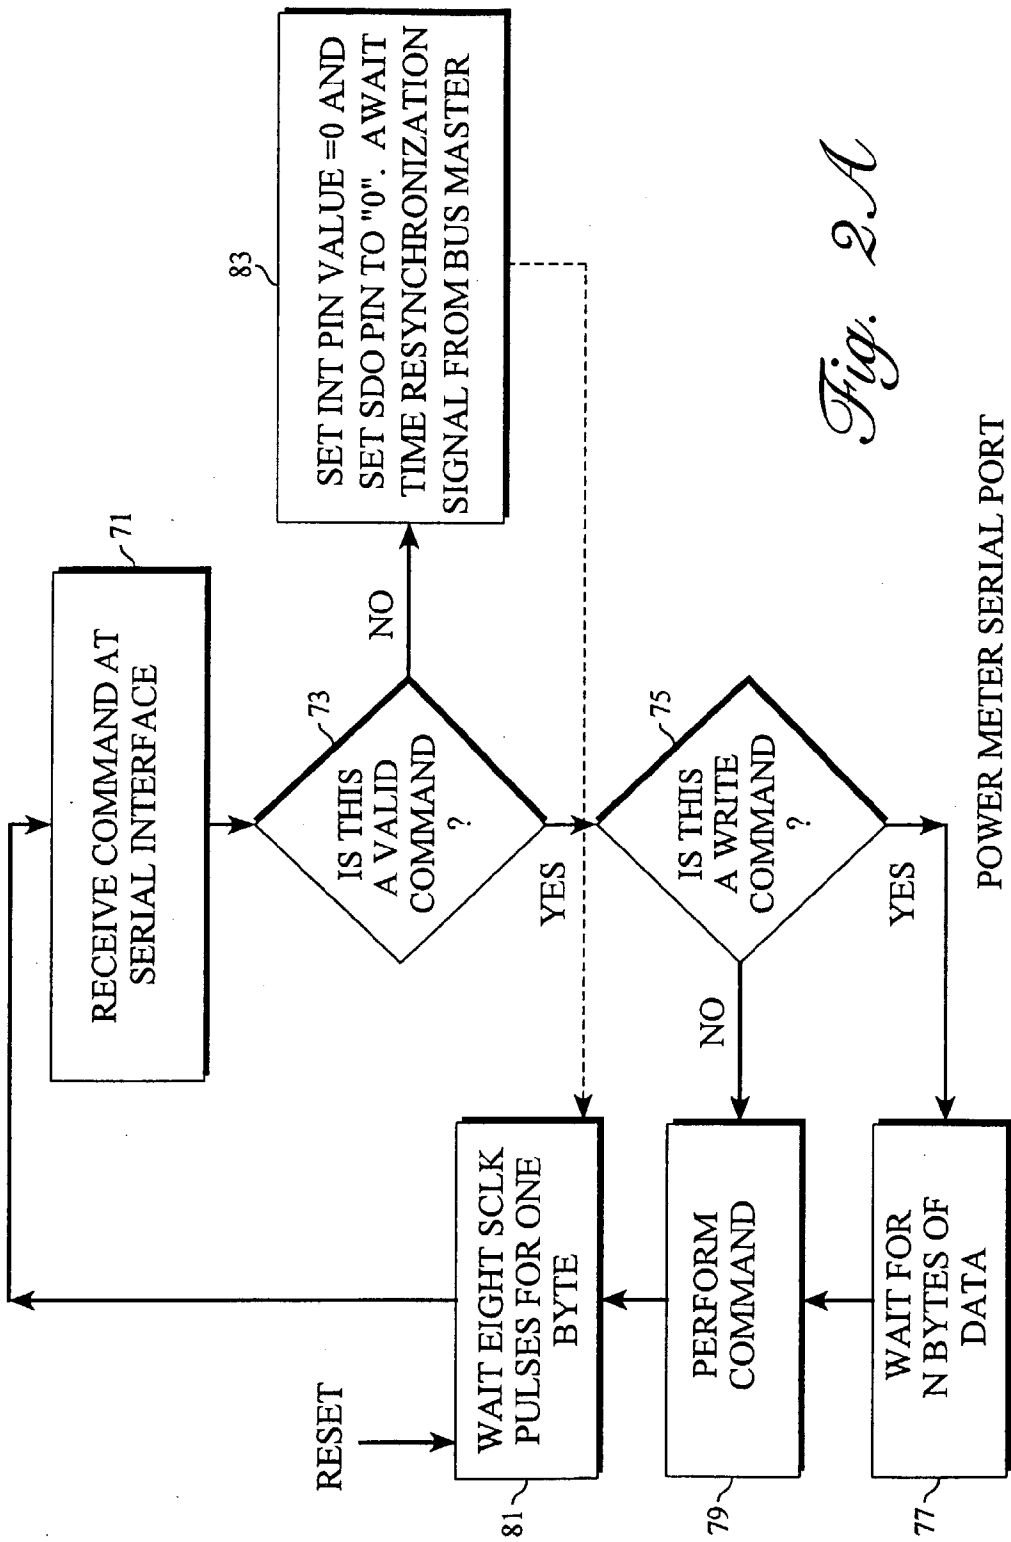 RESET
81
WAIT EIGHT SCLK
PULSES FOR ONE
BYTE
79
PERFORM
COMMAND
77
WAIT FOR
N BYTES OF
DATA
71
RECEIVE COMMAND AT
SERIAL INTERFACE
73
IS THIS
A VALID
COMMAND
?
NO
YES
75
IS THIS
A WRITE
COMMAND
?
NO
YES
83
SET INT PIN VALUE =0 AND
SET SDO PIN TO "0". AWAIT
TIME RESYNCHRONIZATION
SIGNAL FROM BUS MASTER
Fig. 2A
POWER METER SERIAL PORT